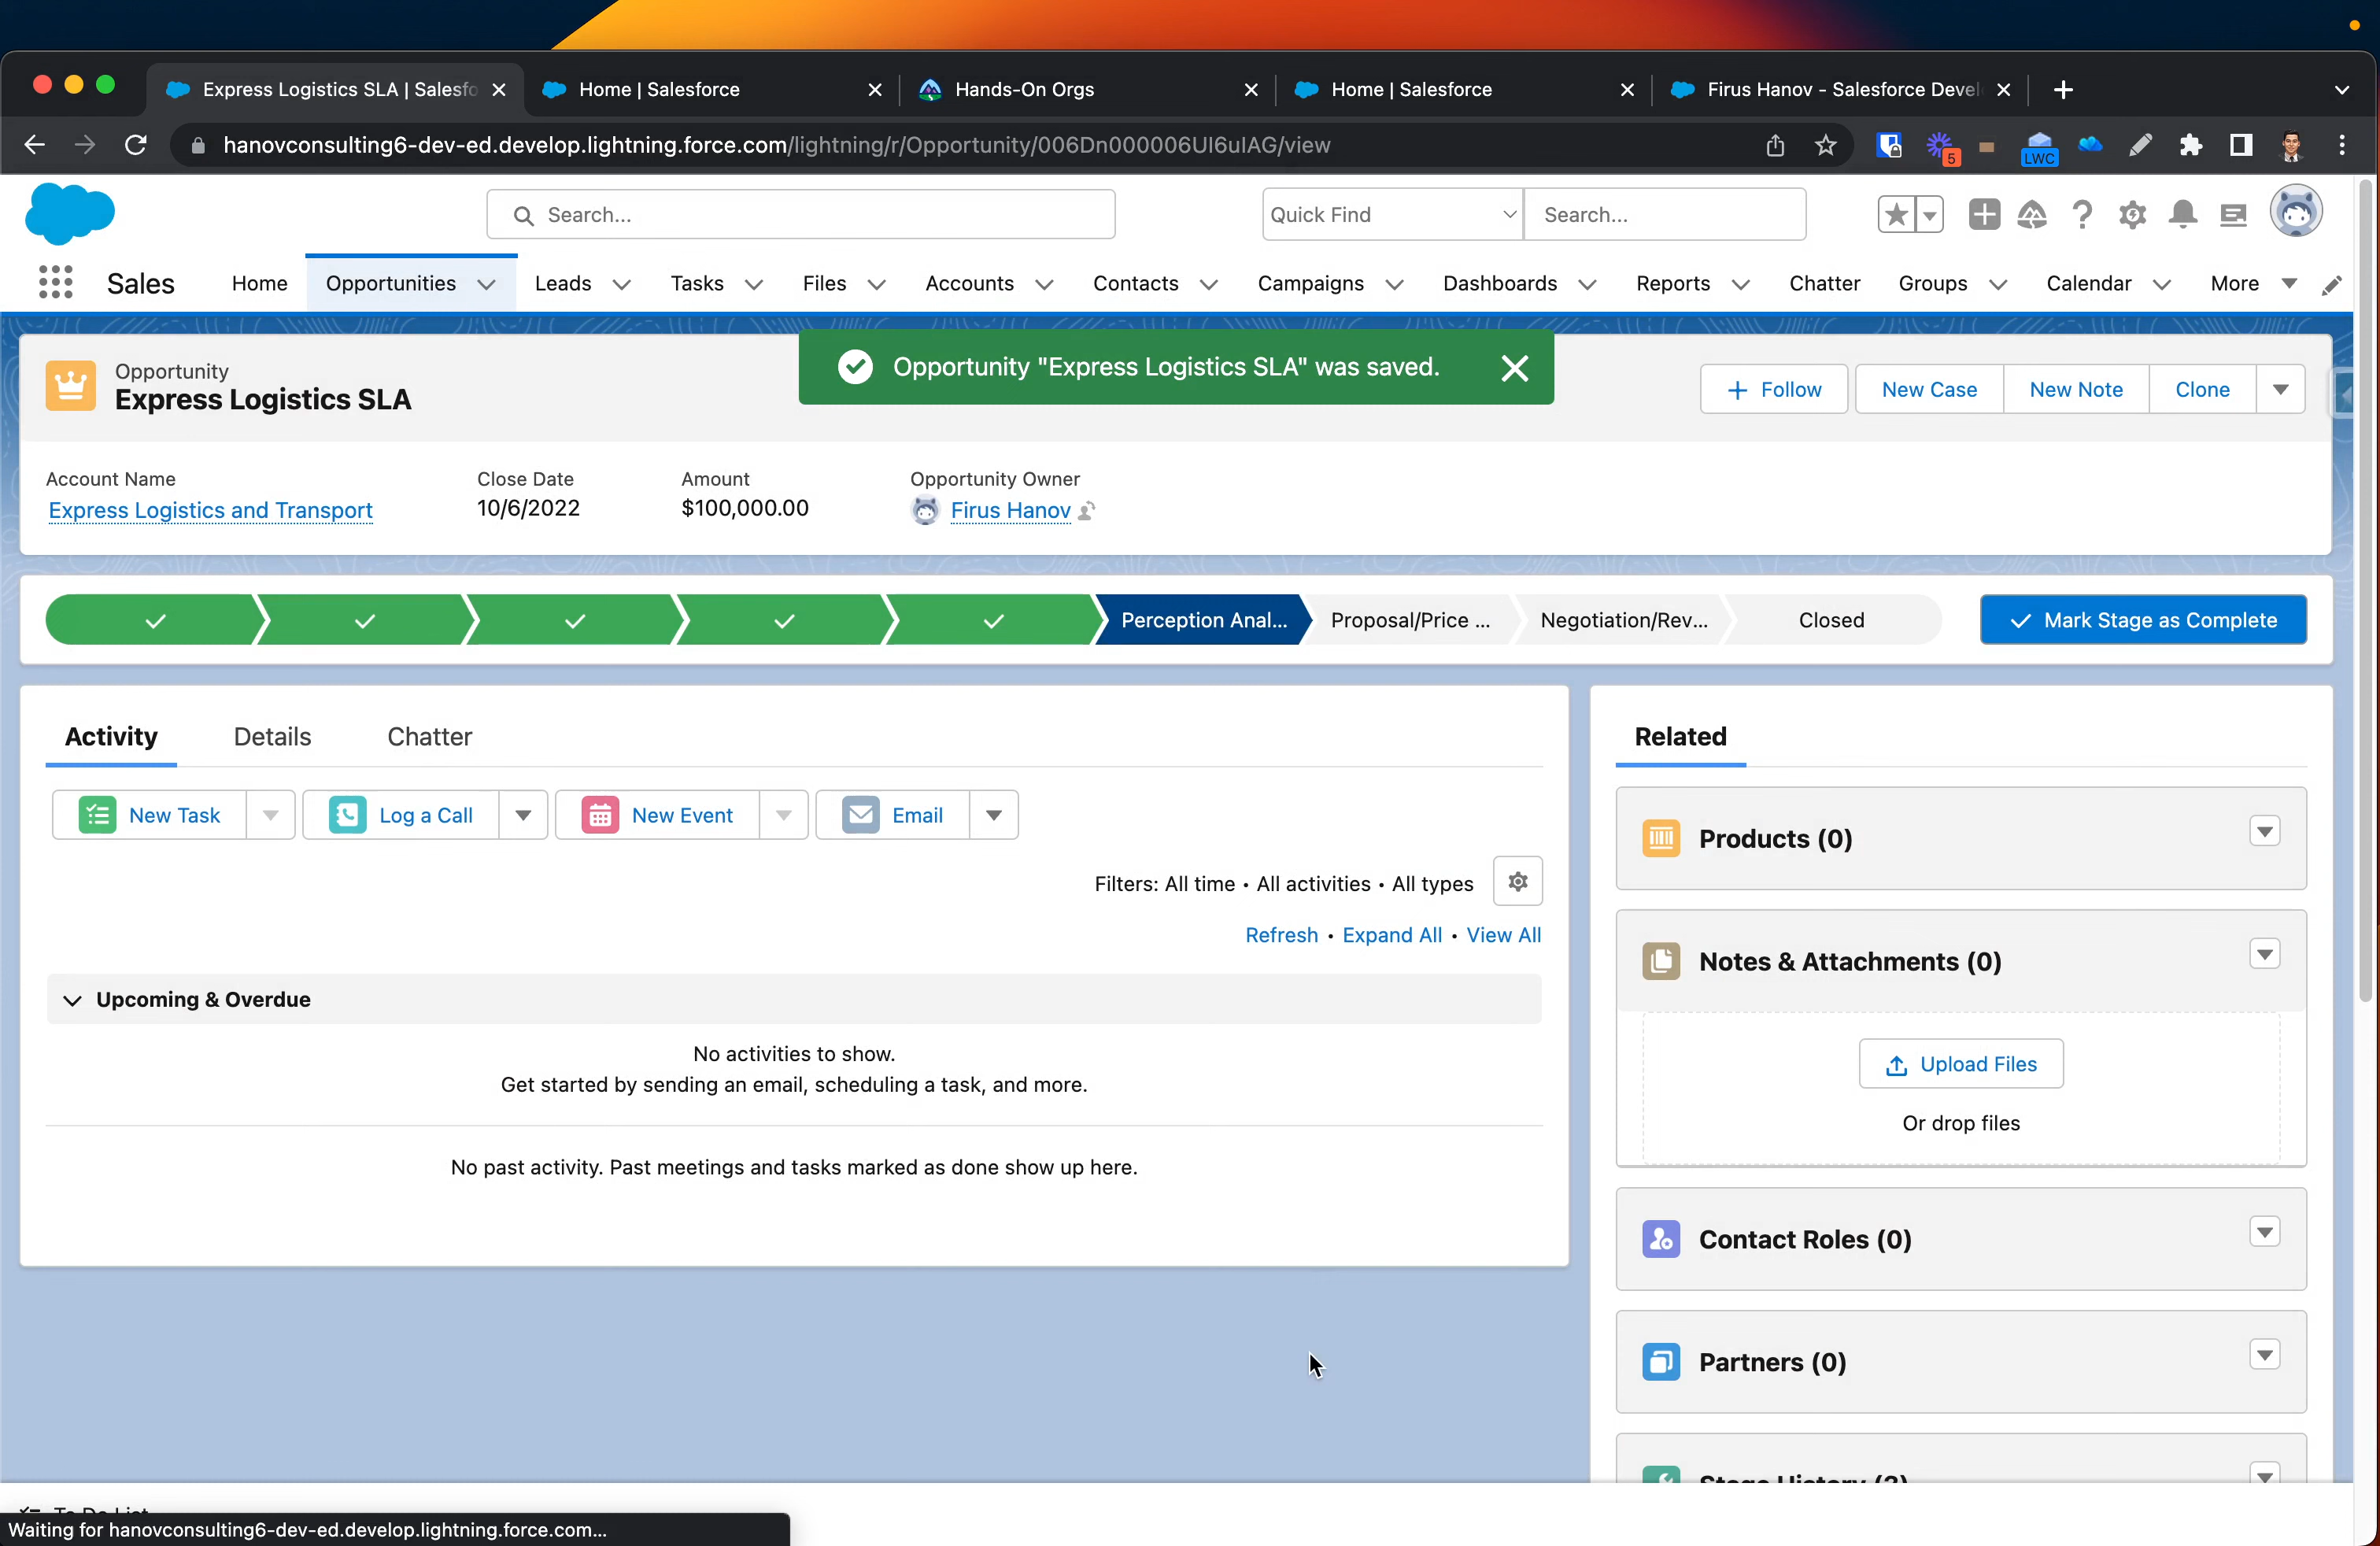 Express Logistics SLA | Salesfo
Home | Salesforce
Hands-On Orgs
Home | Salesforce
Firus Hanov - Salesforce Devel
hanovconsulting6-dev-ed.develop.lightning.force.com/lightning/r/Opportunity/006Dn000006UI6uIAG/view
5
LWC
Search...
Quick Find
Search...
Sales
Home
Opportunities
Leads
Tasks
Files
Accounts
Contacts
Campaigns
Dashboards
Reports
Chatter
Groups
Calendar
More
Opportunity "Express Logistics SLA" was saved.
Opportunity
Express Logistics SLA
Follow
New Case
New Note
Clone
Account Name
Express Logistics and Transport
Close Date
10/6/2022
Amount
$100,000.00
Opportunity Owner
Firus Hanov
Perception Anal...
Proposal/Price ...
Negotiation/Rev...
Closed
Mark Stage as Complete
Activity
Details
Chatter
New Task
Log a Call
New Event
Email
Filters: All time • All activities • All types
Refresh • Expand All • View All
Upcoming & Overdue
No activities to show.
Get started by sending an email, scheduling a task, and more.
No past activity. Past meetings and tasks marked as done show up here.
Related
Products (0)
Notes & Attachments (0)
Upload Files
Or drop files
Contact Roles (0)
Partners (0)
To Do List
Waiting for hanovconsulting6-dev-ed.develop.lightning.force.com...